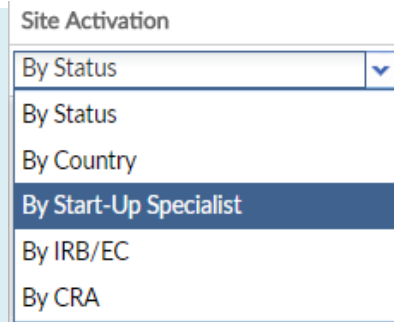 Site Activation
By Status
By Status
By Country
By Start-Up Specialist
By IRB/EC
By CRA